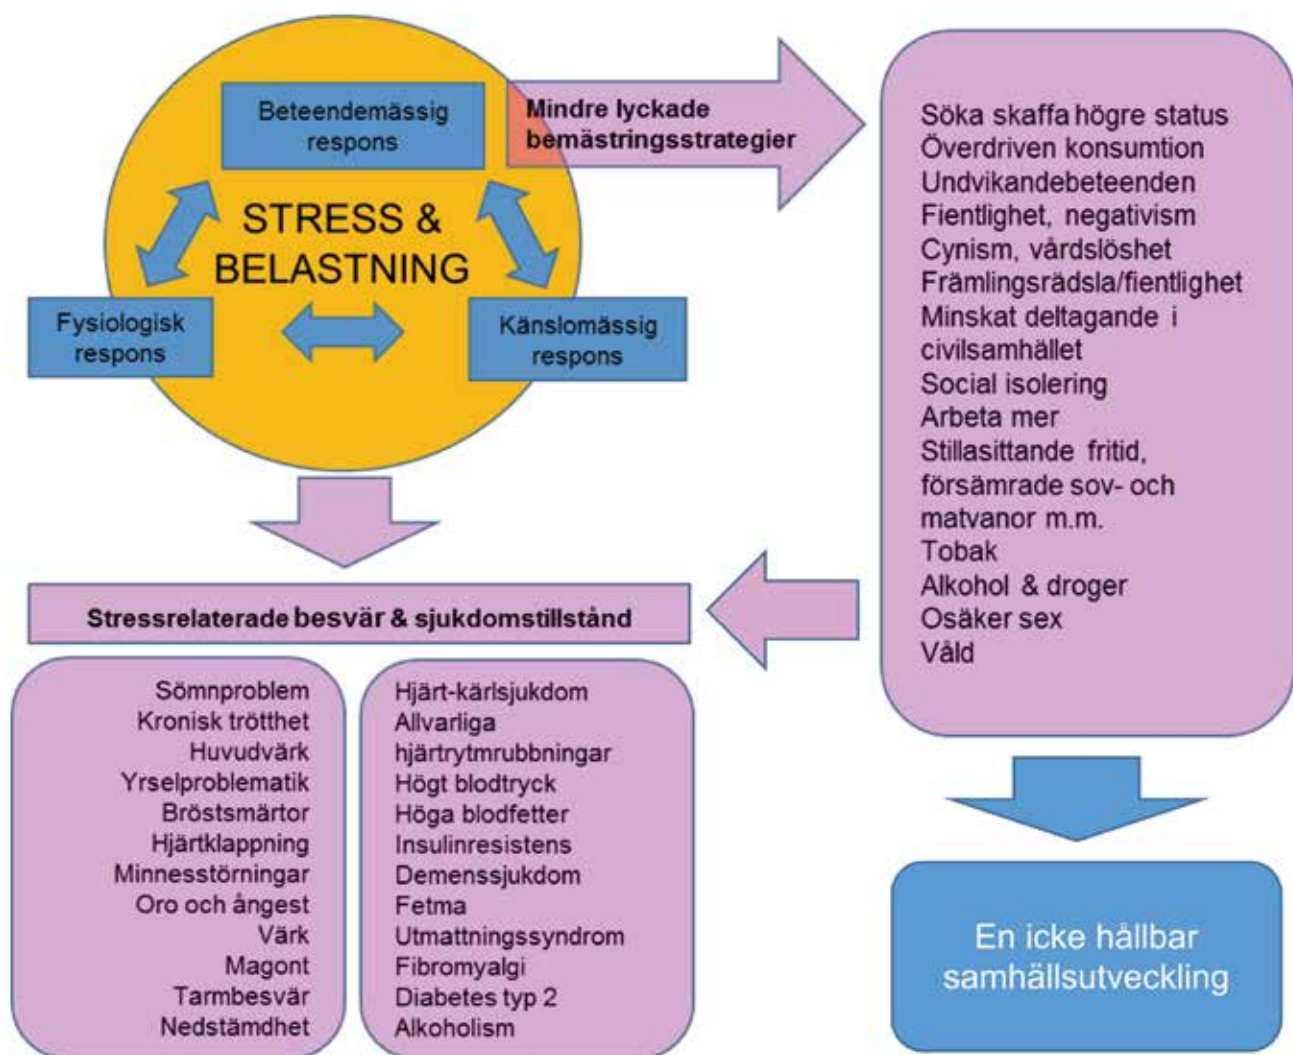 Beteendemässig
respons
STRESS &
BELASTNING
Fysiologisk
respons
Känslomässig
respons
Mindre lyckade
bemästringsstrategier
Söka skaffa högre status
Överdriven konsumtion
Undvikandebeteenden
Fientlighet, negativism
Cynism, vårdslöshet
Främlingsrädsla/fientlighet
Minskat deltagande i
civilsamhället
Social isolering
Arbeta mer
Stillasittande fritid,
försämrade sov- och
matvanor m.m.
Tobak
Alkohol & droger
Osäker sex
Våld
Stressrelaterade besvär & sjukdomstillstånd
Sömnproblem
Kronisk trötthet
Huvudvärk
Yrselproblematik
Bröstsmärtor
Hjärtklappning
Minnesstörningar
Oro och ångest
Värk
Magont
Tarmbesvär
Nedstämdhet
Hjärt-kärlsjukdom
Allvarliga
hjärtrytmrubbningar
Högt blodtryck
Höga blodfetter
Insulinresistens
Demenssjukdom
Fetma
Utmattningssyndrom
Fibromyalgi
Diabetes typ 2
Alkoholism
En icke hållbar
samhällsutveckling